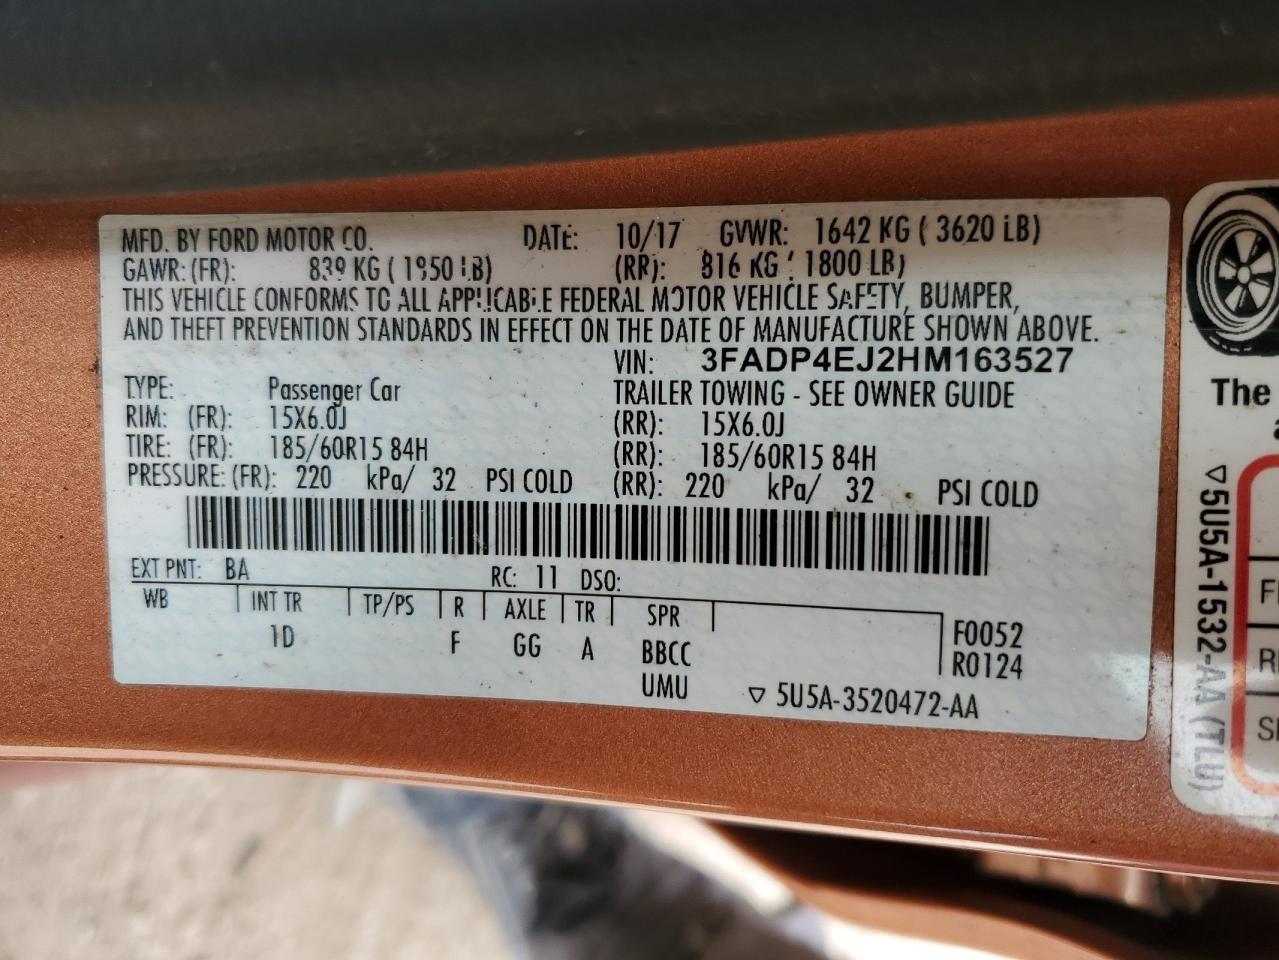 MFD. BY FORD MOTOR CO. DATE: 10/17 GVWR: 1642 KG ( 3620 LB)
GAWR: (FR): 839 KG ( 1850 LB) (RR): 816 KG ( 1800 LB)
THIS VEHICLE CONFORMS TO ALL APPLICABLE FEDERAL MOTOR VEHICLE SAFETY, BUMPER,
AND THEFT PREVENTION STANDARDS IN EFFECT ON THE DATE OF MANUFACTURE SHOWN ABOVE.
VIN: 3FADP4EJ2HM163527
TYPE: Passenger Car TRAILER TOWING - SEE OWNER GUIDE
RIM: (FR): 15X6.0J (RR): 15X6.0J
TIRE: (FR): 185/60R15 84H (RR): 185/60R15 84H
PRESSURE: (FR): 220 kPa/ 32 PSI COLD (RR): 220 kPa/ 32 PSI COLD
EXT PNT: BA RC: 11 DSO:
WB INT TR TP/PS R AXLE TR SPR F0052
1D F GG A BBCC R0124
UMU ▽ 5U5A-3520472-AA
The
▽5U5A-1532-AA (TLU)